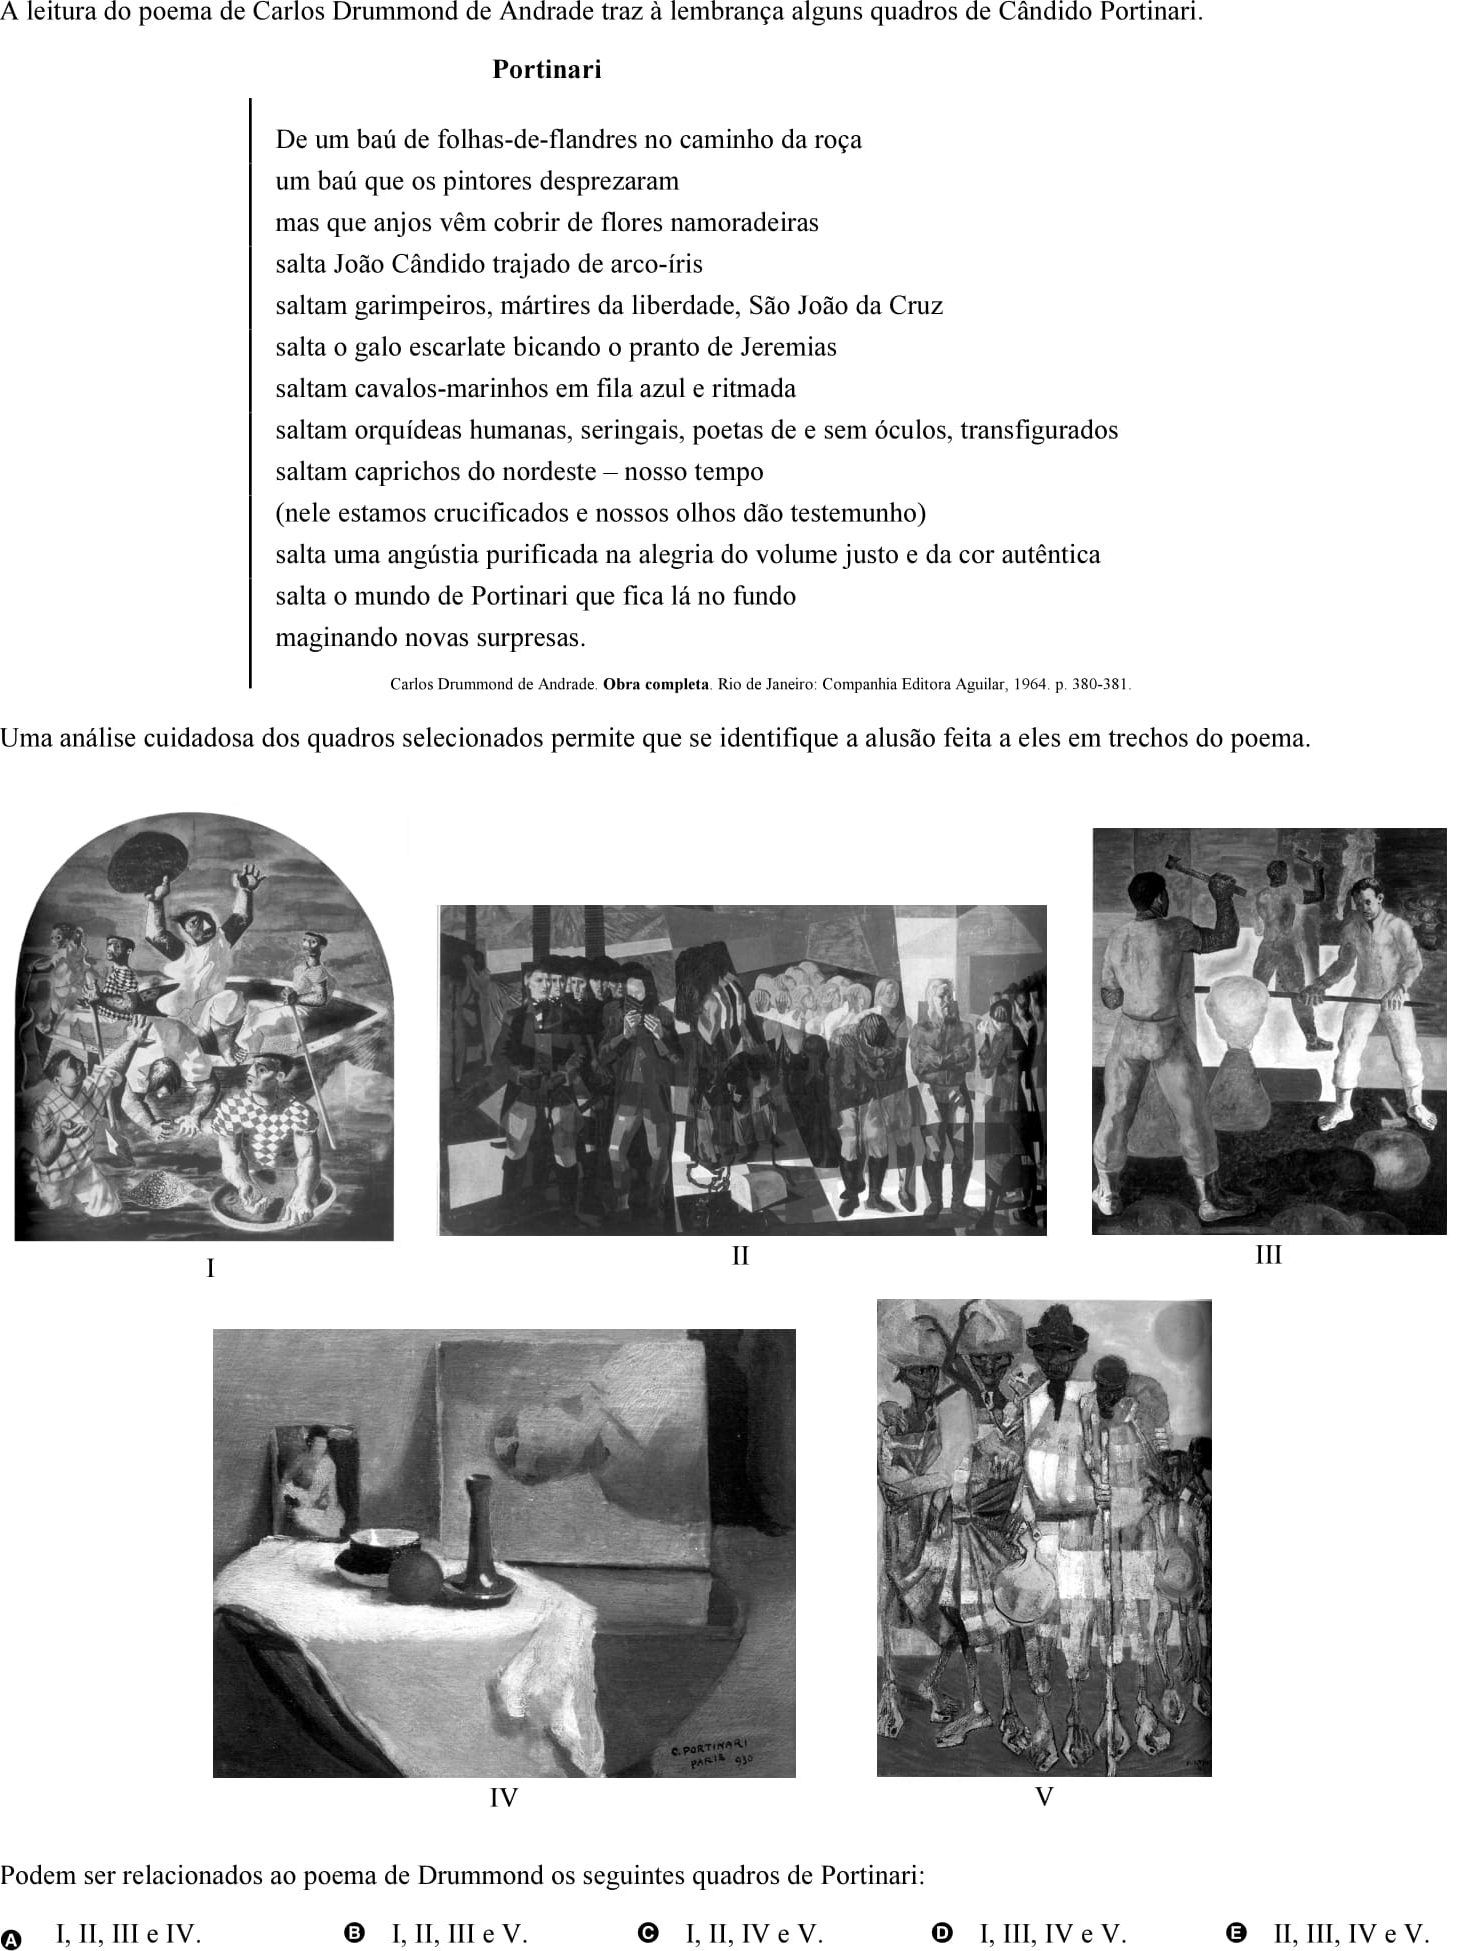 A leitura do poema de Carlos Drummond de Andrade traz à lembrança alguns quadros de Cândido Portinari.
Portinari
De um baú de folhas-de-flandres no caminho da roça
um baú que os pintores desprezaram
mas que anjos vêm cobrir de flores namoradeiras
salta João Cândido trajado de arco-íris
saltam garimpeiros, mártires da liberdade, São João da Cruz
salta o galo escarlate bicando o pranto de Jeremias
saltam cavalos-marinhos em fila azul e ritmada
saltam orquídeas humanas, seringais, poetas de e sem óculos, transfigurados
saltam caprichos do nordeste – nosso tempo
(nele estamos crucificados e nossos olhos dão testemunho)
salta uma angústia purificada na alegria do volume justo e da cor autêntica
salta o mundo de Portinari que fica lá no fundo
maginando novas surpresas.
Carlos Drummond de Andrade. Obra completa. Rio de Janeiro: Companhia Editora Aguilar, 1964. p. 380-381.
Uma análise cuidadosa dos quadros selecionados permite que se identifique a alusão feita a eles em trechos do poema.
I
II
III
C. PORTINARI
PARIS 930
IV
V
Podem ser relacionados ao poema de Drummond os seguintes quadros de Portinari:
A I, II, III e IV. B I, II, III e V. C I, II, IV e V. D I, III, IV e V. E II, III, IV e V.